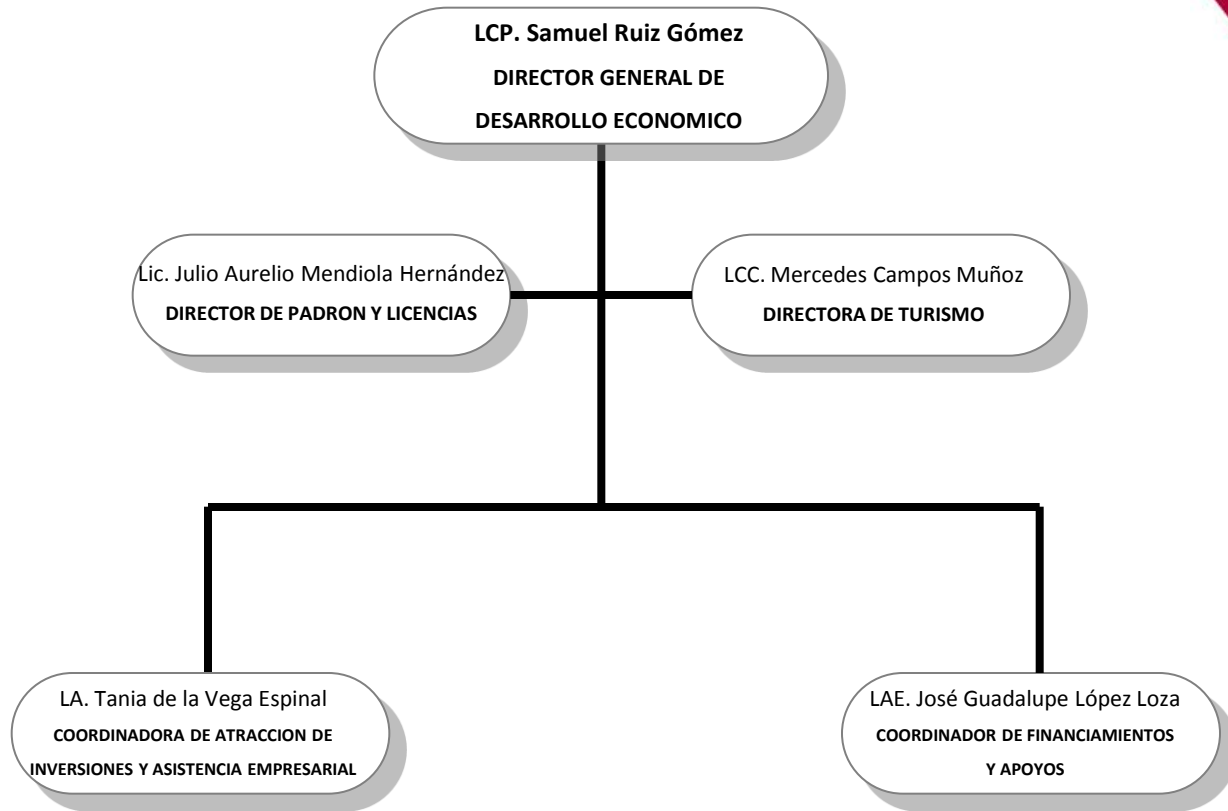 LCP. Samuel Ruiz Gómez
DIRECTOR GENERAL DE
DESARROLLO ECONOMICO
Lic. Julio Aurelio Mendiola Hernández
DIRECTOR DE PADRON Y LICENCIAS
LCC. Mercedes Campos Muñoz
DIRECTORA DE TURISMO
LA. Tania de la Vega Espinal
COORDINADORA DE ATRACCION DE
INVERSIONES Y ASISTENCIA EMPRESARIAL
LAE. José Guadalupe López Loza
COORDINADOR DE FINANCIAMIENTOS
Y APOYOS